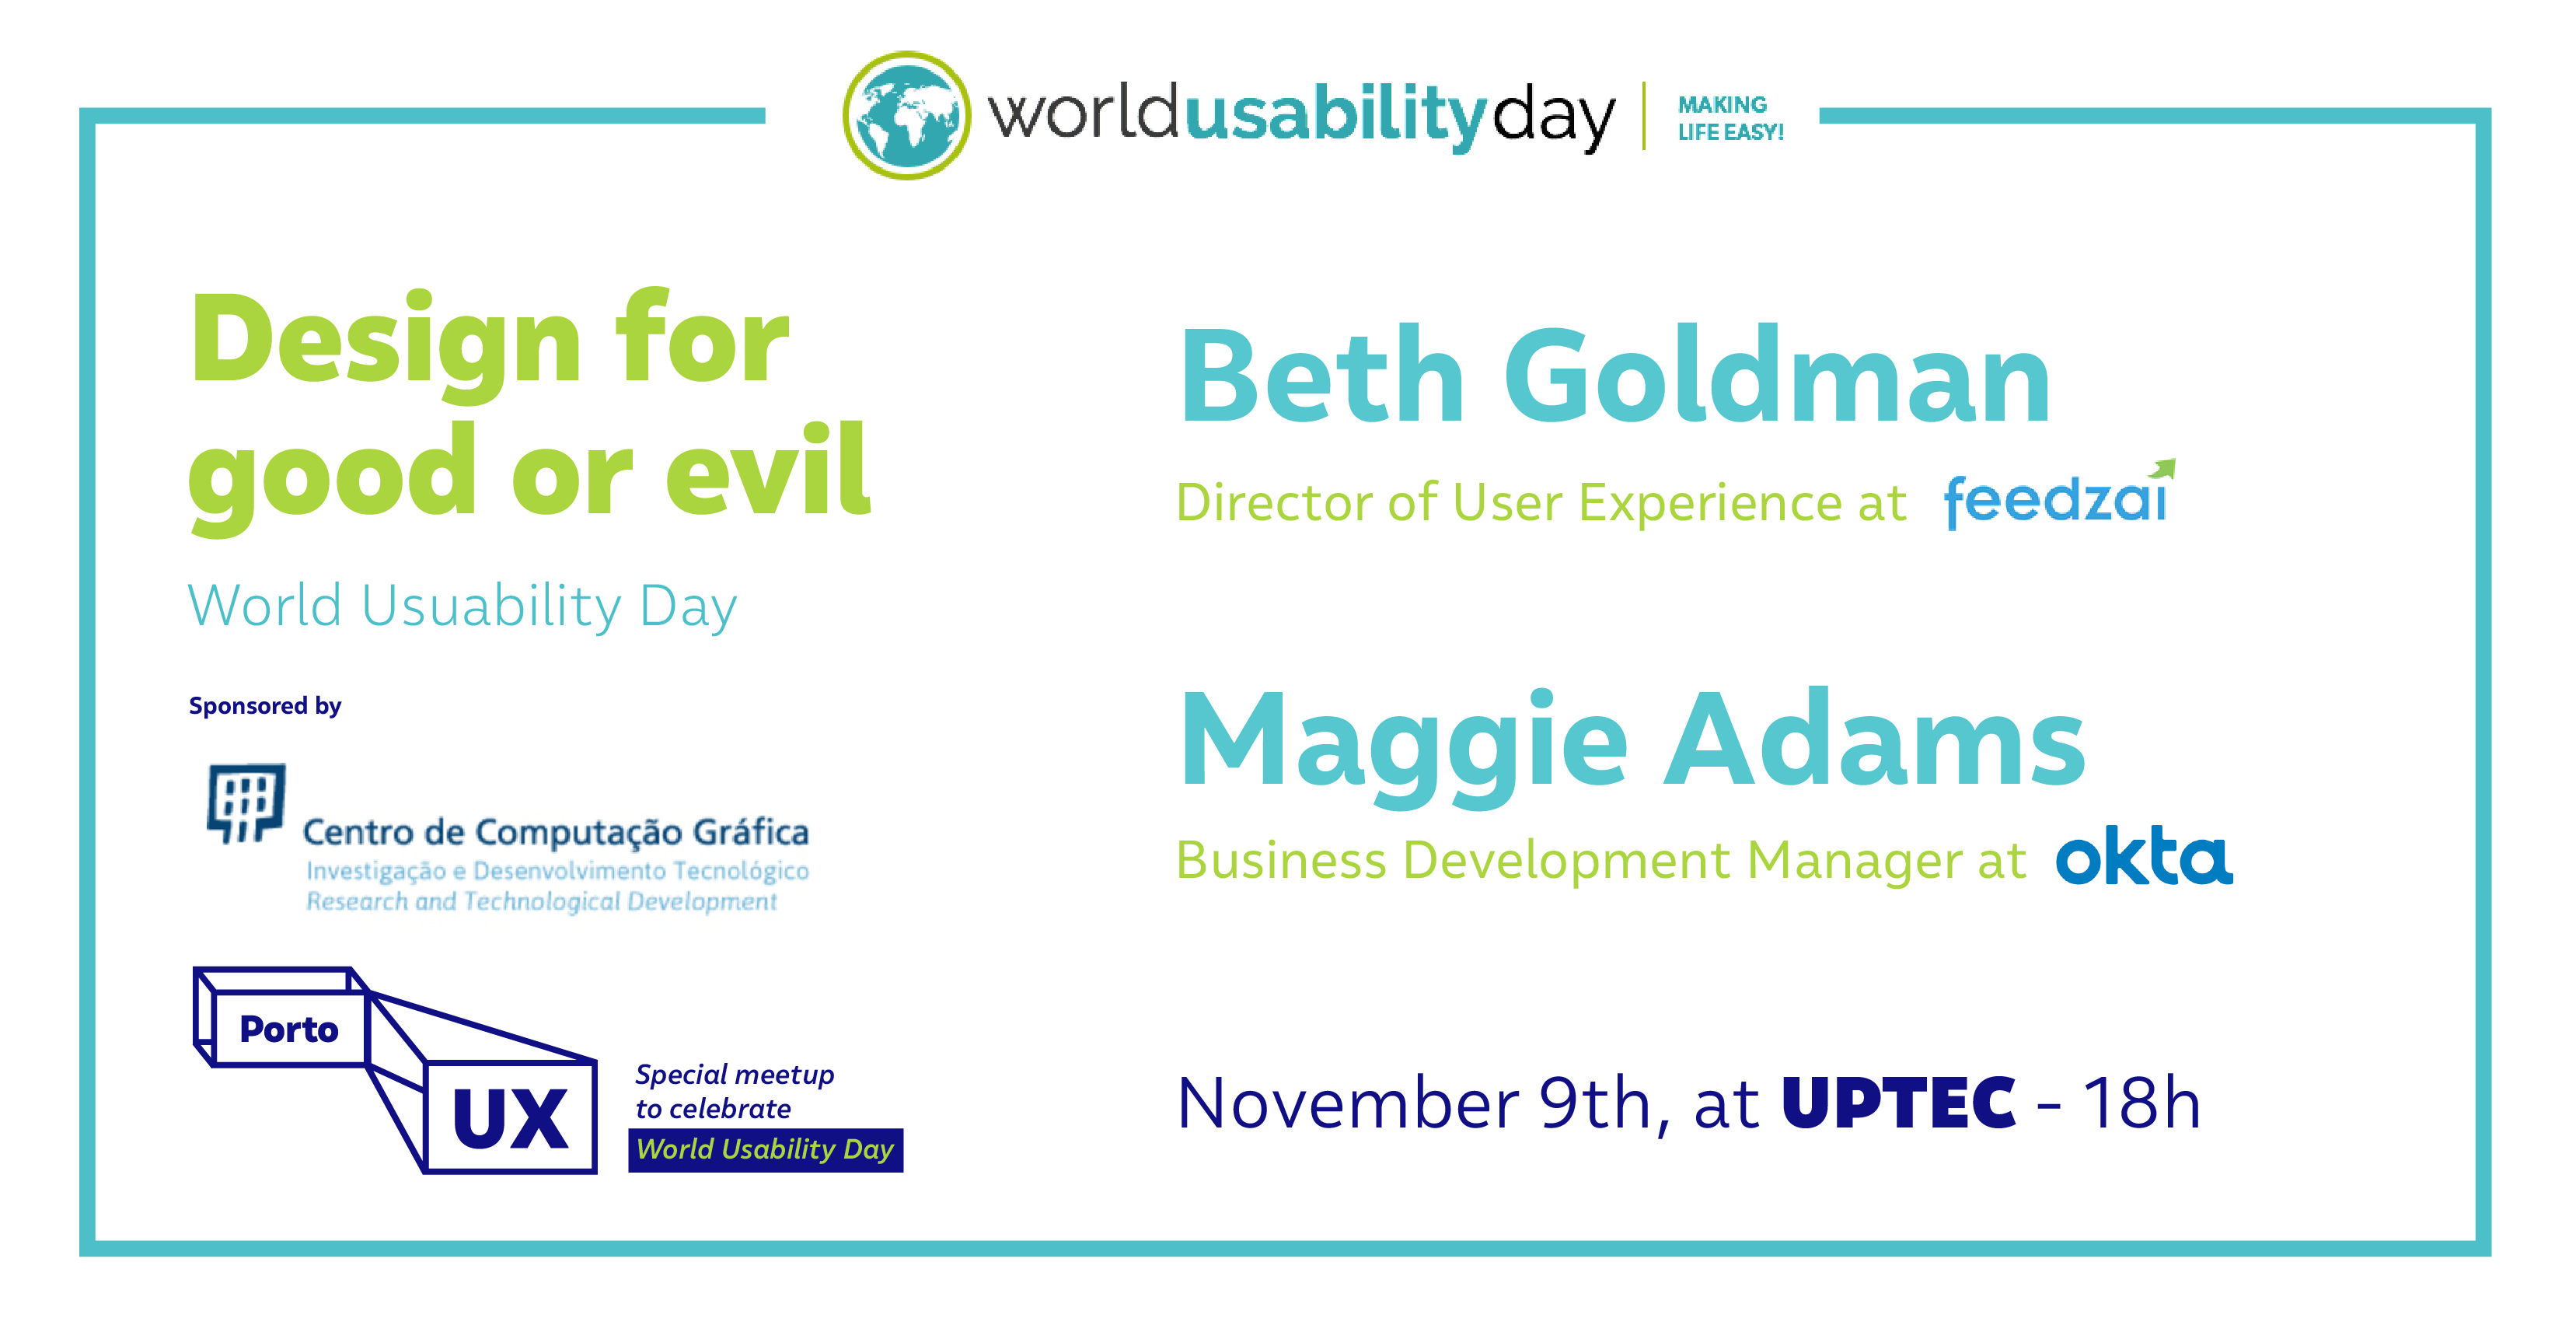 worldusabilityday
MAKING
LIFE EASY!
Design for
good or evil
World Usuability Day
Sponsored by
Centro de Computação Gráfica
Investigação e Desenvolvimento Tecnológico
Research and Technological Development
Porto
UX
Special meetup
to celebrate
World Usability Day
Beth Goldman
Director of User Experience at feedzai
Maggie Adams
Business Development Manager at okta
November 9th, at UPTEC - 18h